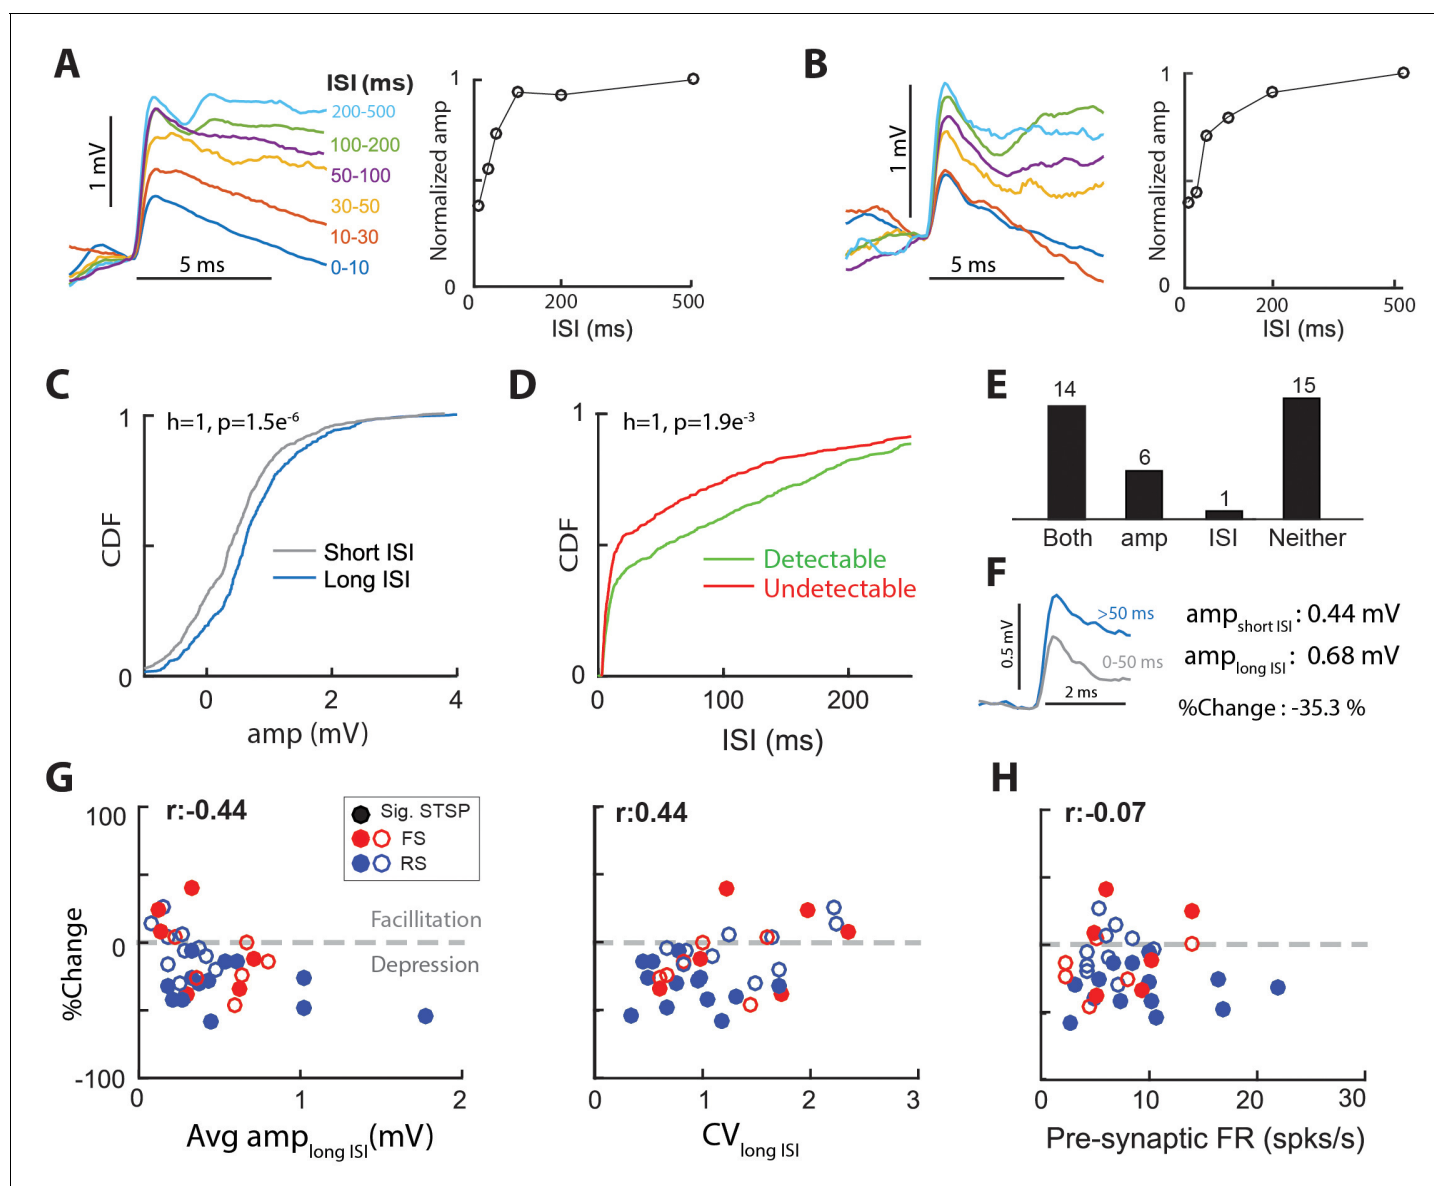 A
ISI (ms)
200-500
100-200
50-100
30-50
10-30
0-10
1 mV
5 ms
Normalized amp
1
0
0
200
500
ISI (ms)
B
1 mV
5 ms
Normalized amp
1
0
0
200
500
ISI (ms)
C
h=1, p=1.5e-6
1
CDF
0
Short ISI
Long ISI
0
2
4
amp (mV)
D
h=1, p=1.9e-3
1
CDF
0
Detectable
Undetectable
0
100
200
ISI (ms)
E
14
6
1
15
Both
amp
ISI
Neither
F
0.5 mV
>50 ms
0-50 ms
2 ms
amp short ISI : 0.44 mV
amp long ISI : 0.68 mV
%Change : -35.3 %
G
r:-0.44
Sig. STSP
FS
RS
Facillitation
Depression
100
0
-100
%Change
0
1
2
Avg amp long ISI (mV)
r:0.44
0
1
2
3
CV long ISI
H
r:-0.07
0
10
20
30
Pre-synaptic FR (spks/s)